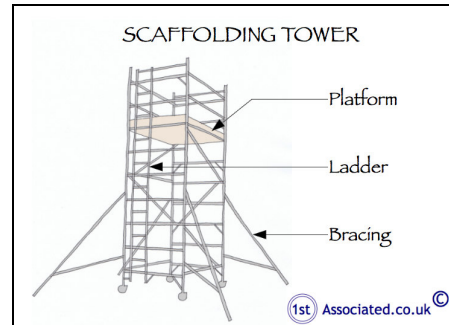 SCAFFOLDING TOWER
Platform
Ladder
Bracing
1st Associated.co.uk ©